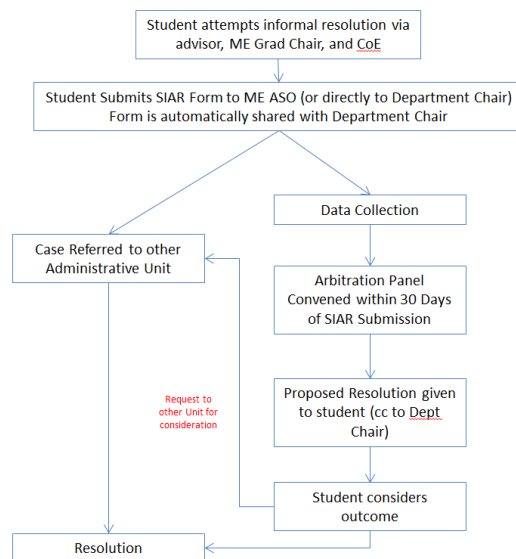 Student attempts informal resolution via
advisor, ME Grad Chair, and CoE
Student Submits SIAR Form to ME ASO (or directly to Department Chair)
Form is automatically shared with Department Chair
Data Collection
Case Referred to other
Administrative Unit
Arbitration Panel
Convened within 30 Days
of SIAR Submission
Proposed Resolution given
to student (cc to Dept
Chair)
Request to
other Unit for
consideration
Student considers
outcome
Resolution